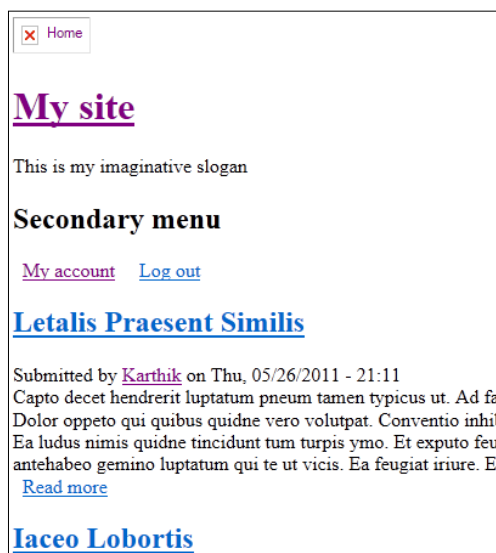 Home
My site
This is my imaginative slogan
Secondary menu
My account Log out
Letalis Praesent Similis
Submitted by Karthik on Thu, 05/26/2011 - 21:11
Capto decet hendrerit luptatum pneum tamen typicus ut. Ad
Dolor oppeto qui quibus quidne vero volutpat. Conventio
Ea ludus nimis quidne tincidunt tum turpis ymo. Et exputo
antehabeo gemino luptatum qui te ut vicis. Ea feugiat iriure.
Read more
Iaceo Lobortis